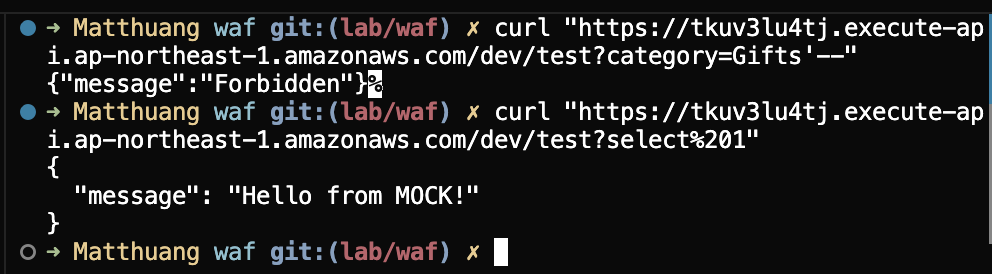 ➜ Matthuang waf git:(lab/waf) ✗ curl "https://tkuv3lu4tj.execute-ap
i.ap-northeast-1.amazonaws.com/dev/test?category=Gifts'--"
{"message":"Forbidden"}%
➜ Matthuang waf git:(lab/waf) ✗ curl "https://tkuv3lu4tj.execute-ap
i.ap-northeast-1.amazonaws.com/dev/test?select%201"
{
  "message": "Hello from MOCK!"
}
➜ Matthuang waf git:(lab/waf) ✗